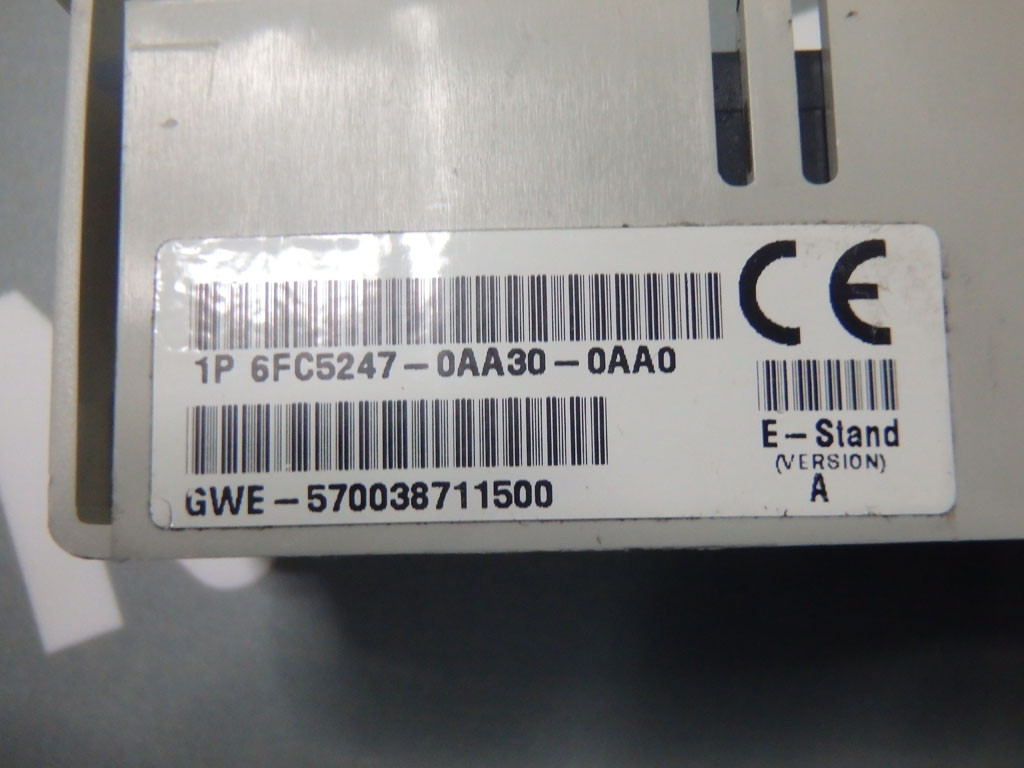 CE
1P 6FC5247-0AA30-0AA0
E-Stand
(VERSION)
A
GWE-570038711500